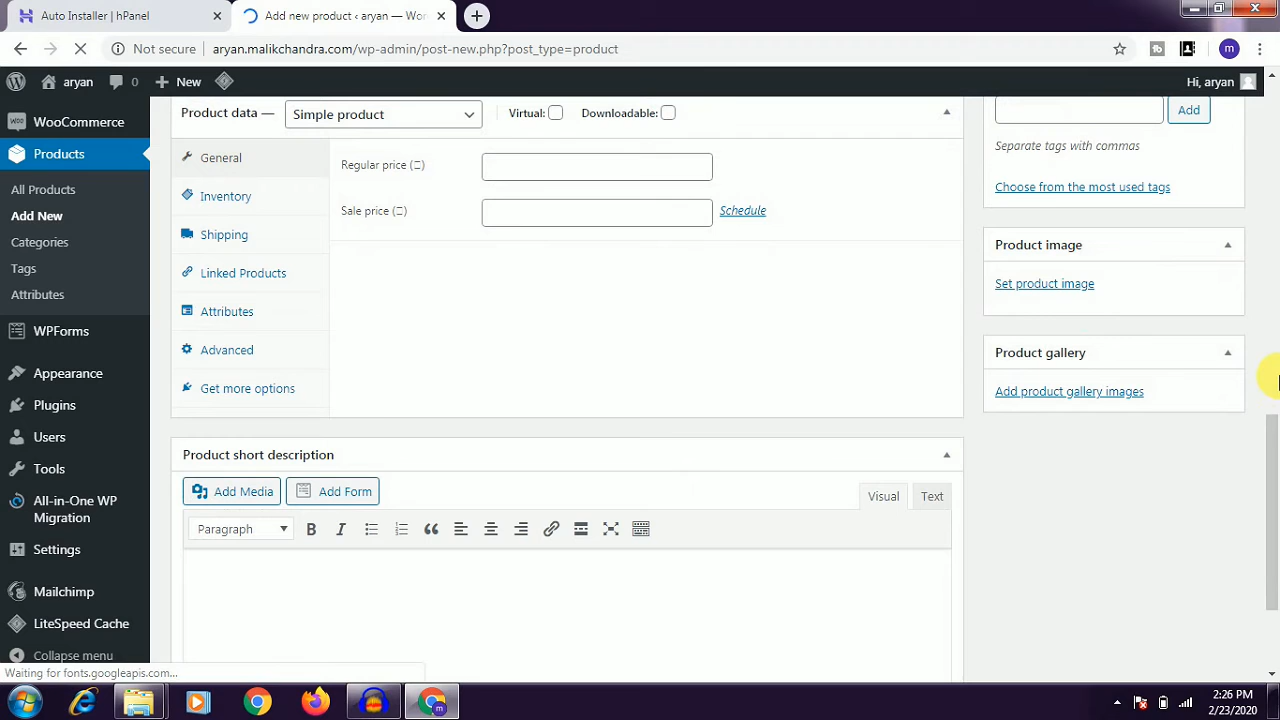 Auto Installer | hPanel
Add new product ‹ aryan — Wor
Not secure aryan.malikchandra.com/wp-admin/post-new.php?post_type=product
m
aryan 0 New Hi, aryan
WooCommerce
Products
All Products
Add New
Categories
Tags
Attributes
WPForms
Appearance
Plugins
Users
Tools
All-in-One WP
Migration
Settings
Mailchimp
LiteSpeed Cache
Collapse menu
Product data — Simple product Virtual: Downloadable:
General
Inventory
Shipping
Linked Products
Attributes
Advanced
Get more options
Regular price (□)
Sale price (□) Schedule
Product short description
Add Media Add Form
Visual Text
Paragraph B I
Add
Separate tags with commas
Choose from the most used tags
Product image
Set product image
Product gallery
Add product gallery images
Waiting for fonts.googleapis.com...
2:26 PM
2/23/2020